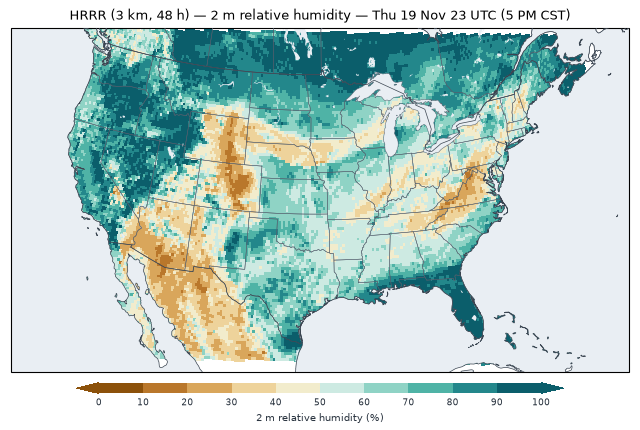 HRRR (3 km, 48 h) — 2 m relative humidity — Thu 19 Nov 23 UTC (5 PM CST)
0 10 20 30 40 50 60 70 80 90 100
2 m relative humidity (%)